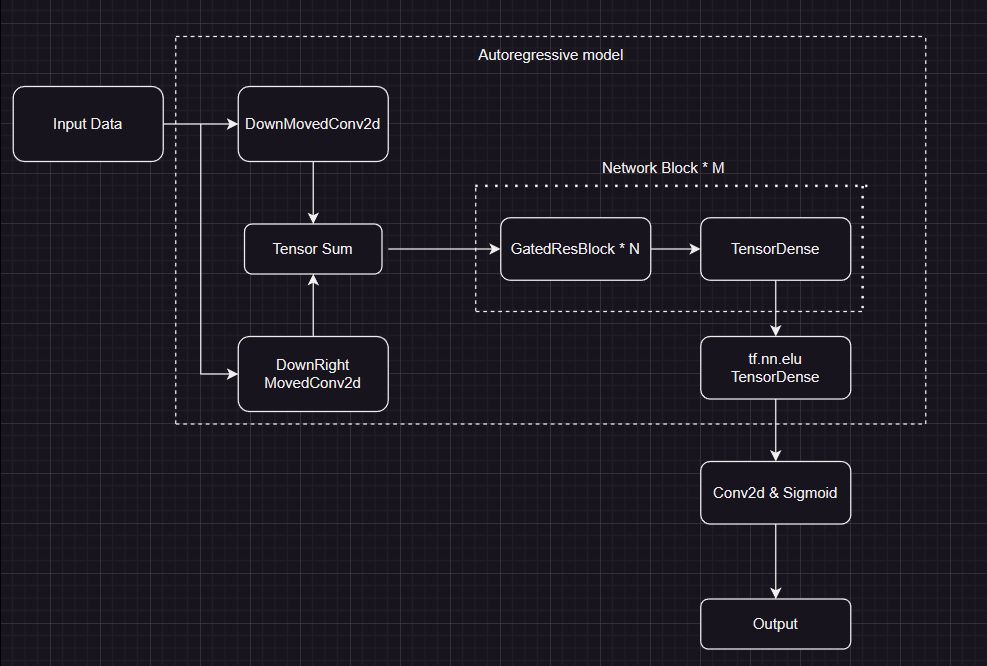 Autoregressive model
Input Data
DownMovedConv2d
Network Block * M
Tensor Sum
GatedResBlock * N
TensorDense
DownRight
MovedConv2d
tf.nn.elu
TensorDense
Conv2d & Sigmoid
Output